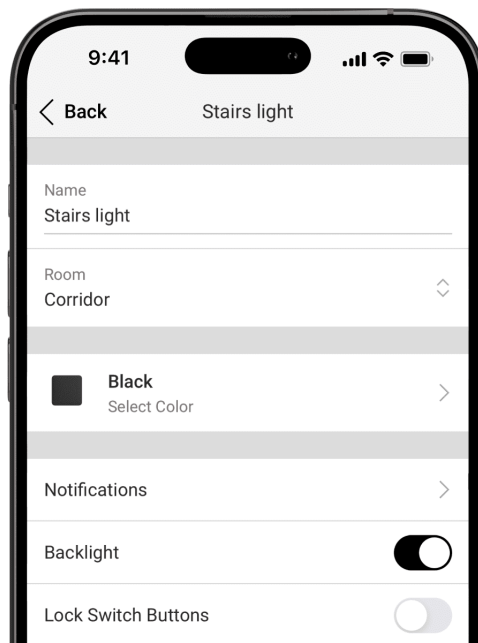 9:41
Back
Stairs light
Name
Stairs light
Room
Corridor
Black
Select Color
Notifications
Backlight
Lock Switch Buttons